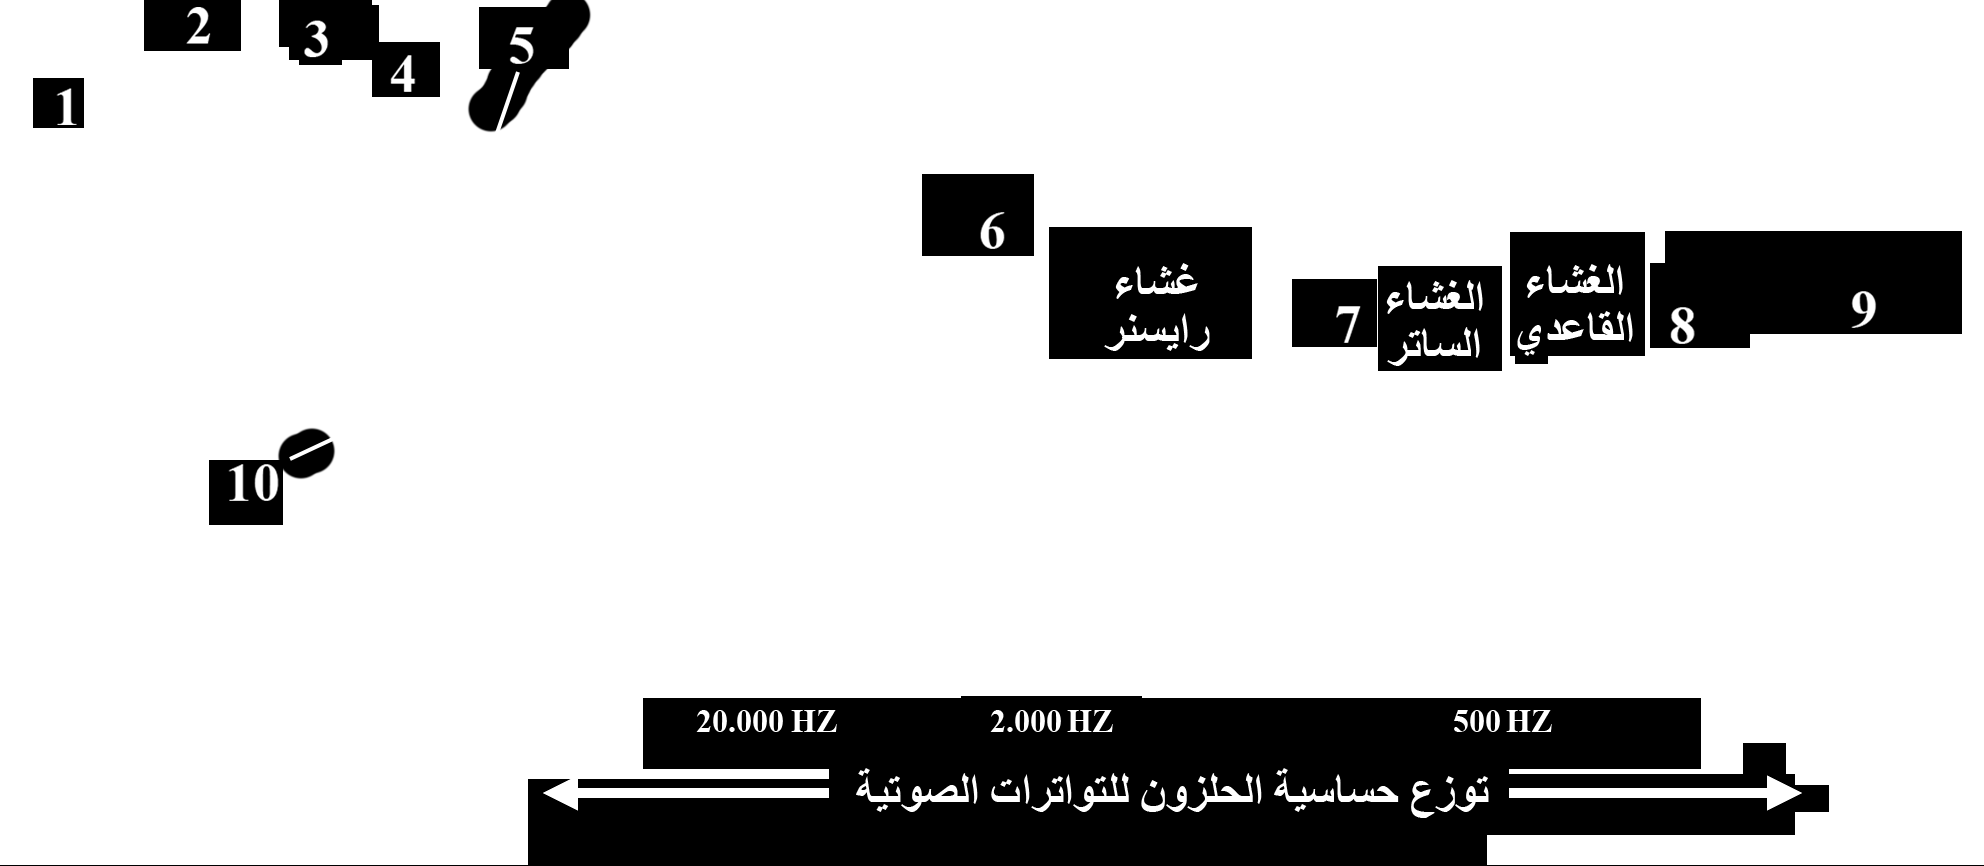 2
3
5
4
1
6
غشاء
رايسنر
7
الغشاء
الساتر
الغشاء
القاعدي
8
9
10
20.000 HZ
2.000 HZ
500 HZ
توزع حساسية الحلزون للتواترات الصوتية